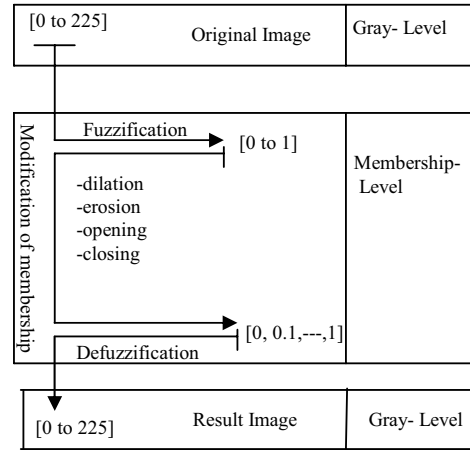 [0 to 225]
Original Image
Gray- Level
Modification of membership
Fuzzification
[0 to 1]
Membership-
Level
-dilation
-erosion
-opening
-closing
[0, 0.1,---,1]
Defuzzification
[0 to 225]
Result Image
Gray- Level